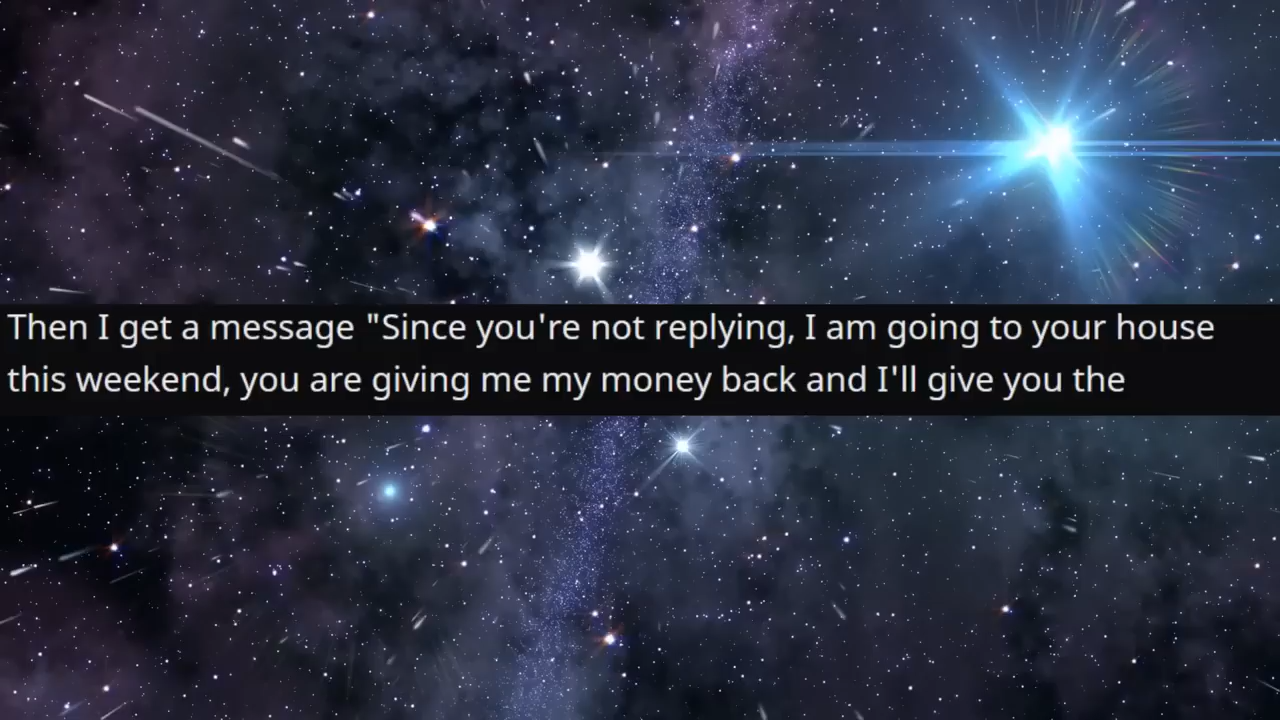 Then I get a message "Since you're not replying, I am going to your house
this weekend, you are giving me my money back and I'll give you the